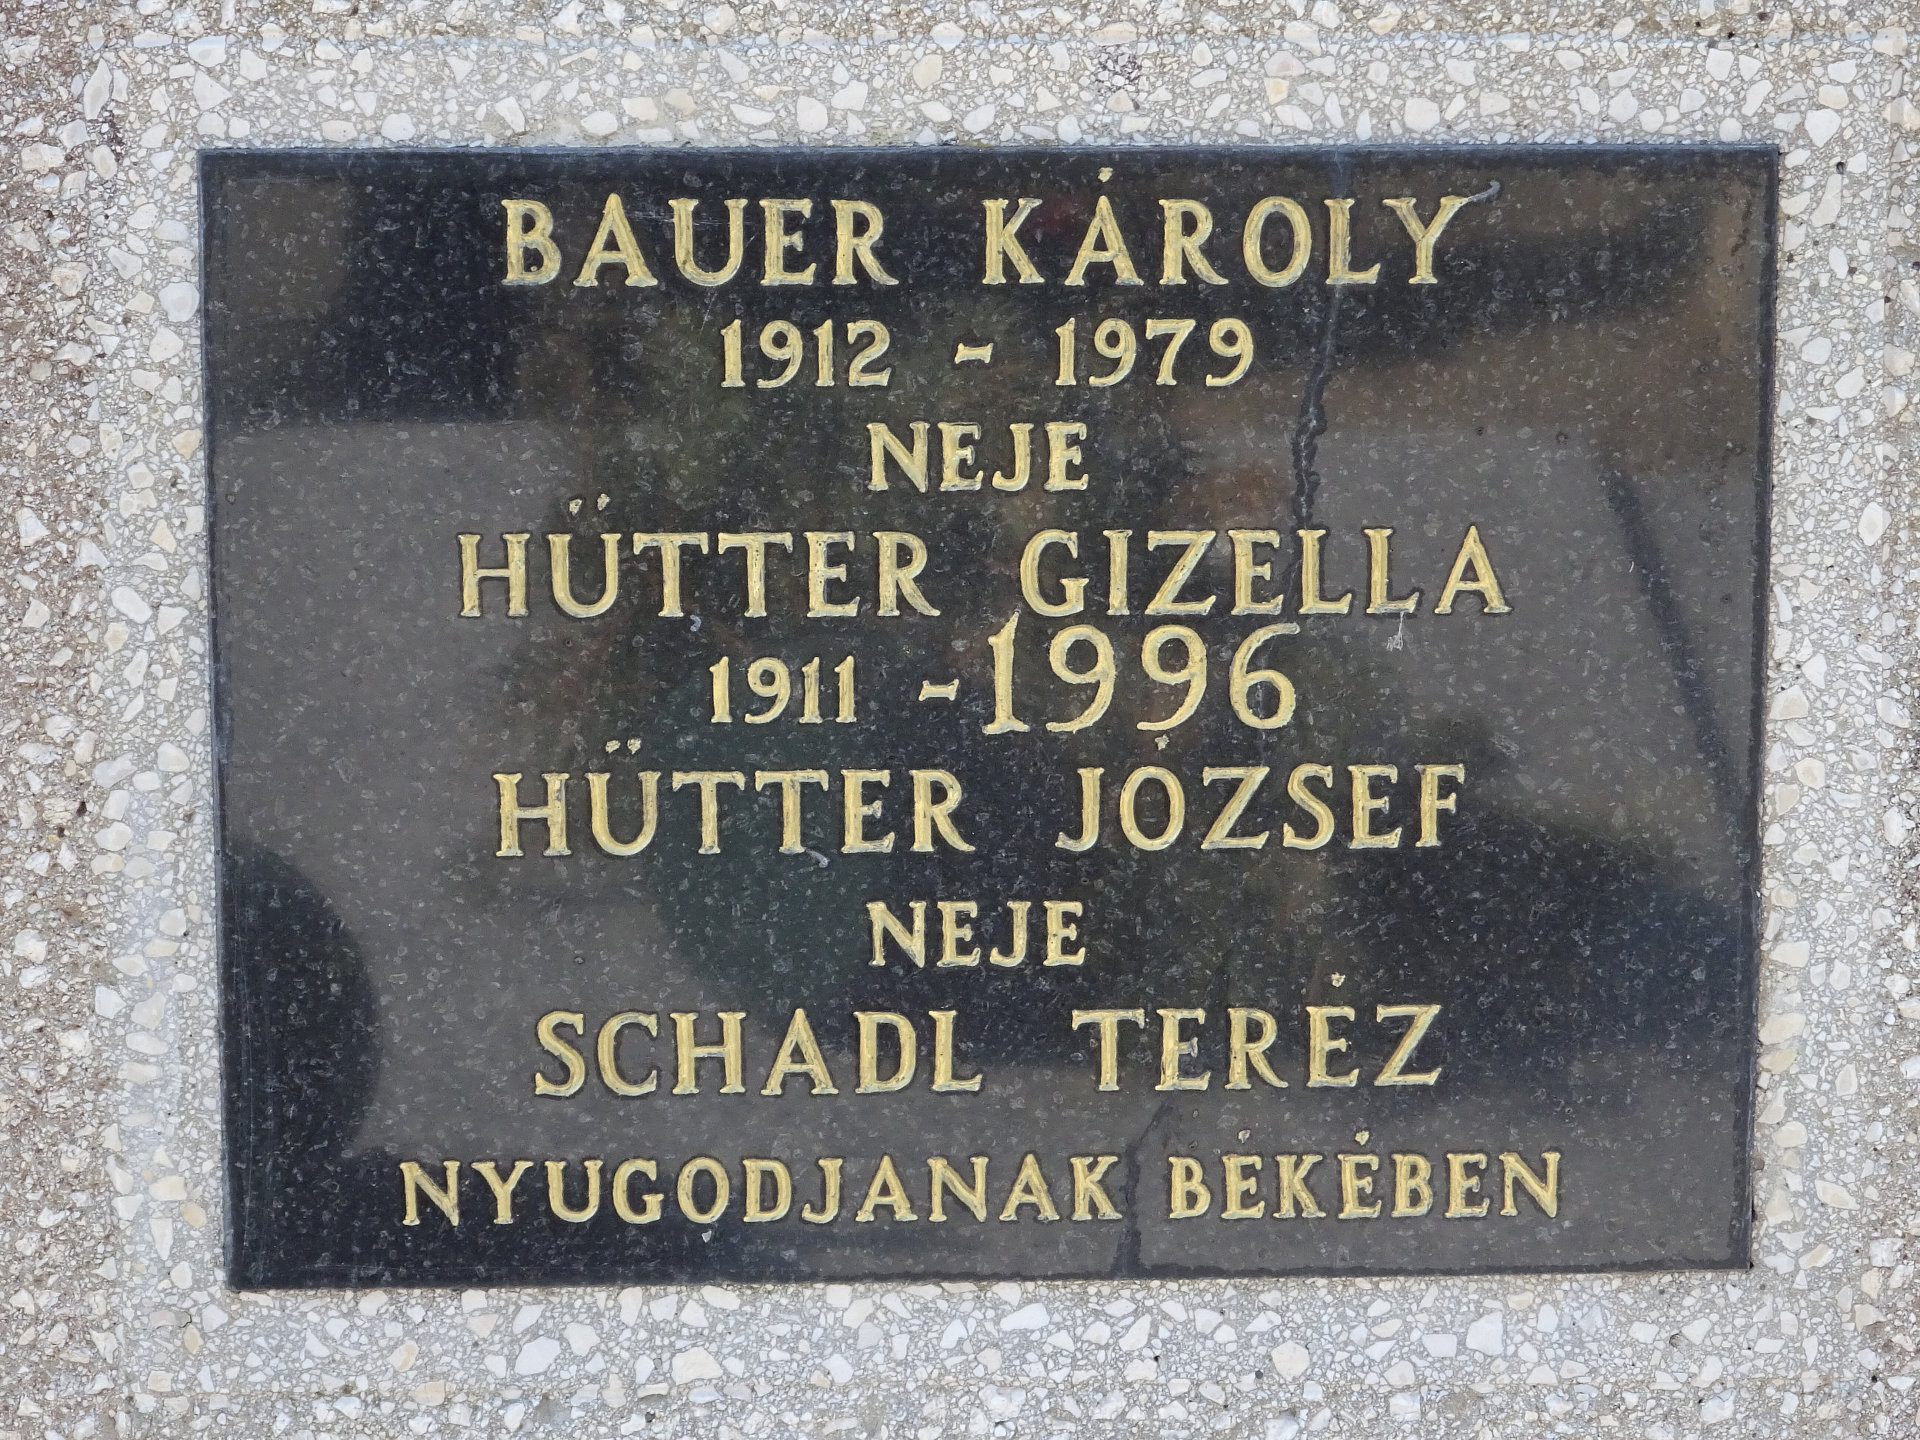 BAUER KÁROLY
1912 - 1979
NEJE
HÜTTER GIZELLA
1911 - 1996
HÜTTER JÓZSEF
NEJE
SCHADL TERÉZ
NYUGODJANAK BÉKÉBEN